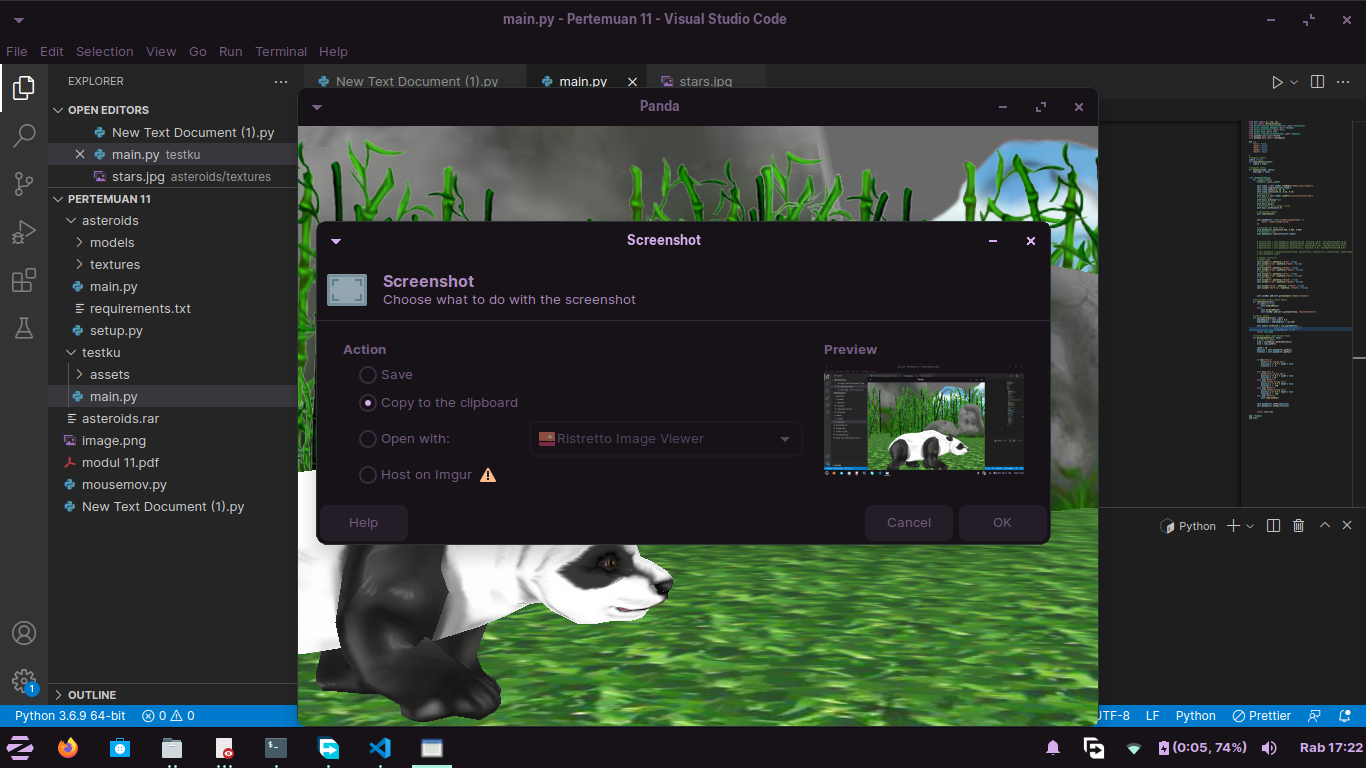 main.py - Pertemuan 11 - Visual Studio Code
File Edit Selection View Go Run Terminal Help
EXPLORER
New Text Document (1).py
main.py
stars.jpg
OPEN EDITORS
New Text Document (1).py
main.py testku
stars.jpg asteroids/textures
PERTEMUAN 11
asteroids
models
textures
main.py
requirements.txt
setup.py
testku
assets
main.py
asteroids.rar
image.png
modul 11.pdf
mousemov.py
New Text Document (1).py
OUTLINE
Panda
Screenshot
Screenshot
Choose what to do with the screenshot
Action
Save
Copy to the clipboard
Open with:
Ristretto Image Viewer
Host on Imgur
Preview
Help
Cancel
OK
Python
1
Python 3.6.9 64-bit
0
0
UTF-8
LF
Python
Prettier
(0:05, 74%)
Rab 17:22